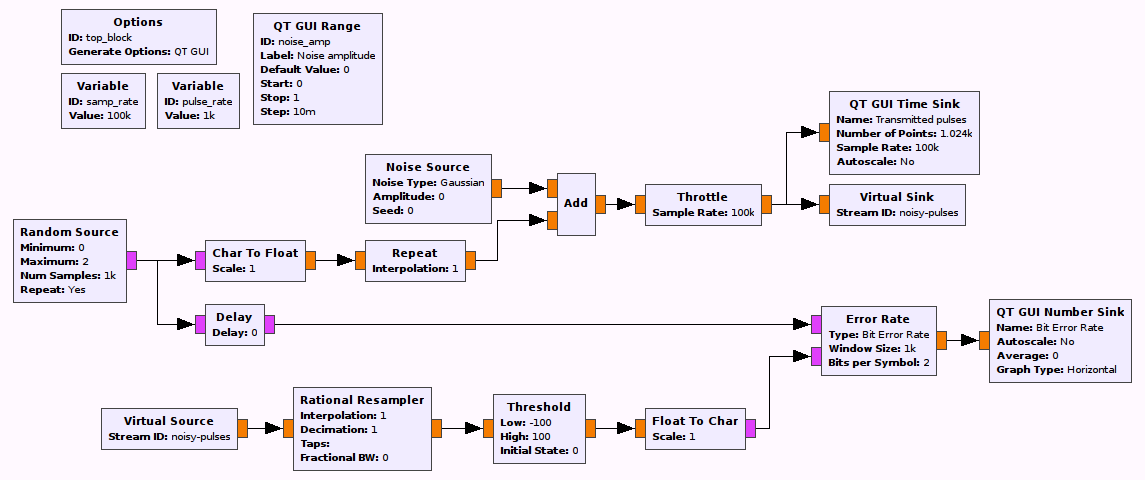 Options
ID: top_block
Generate Options: QT GUI
QT GUI Range
ID: noise_amp
Label: Noise amplitude
Default Value: 0
Start: 0
Stop: 1
Step: 10m
Variable
ID: samp_rate
Value: 100k
Variable
ID: pulse_rate
Value: 1k
QT GUI Time Sink
Name: Transmitted pulses
Number of Points: 1.024k
Sample Rate: 100k
Autoscale: No
Noise Source
Noise Type: Gaussian
Amplitude: 0
Seed: 0
Add
Throttle
Sample Rate: 100k
Virtual Sink
Stream ID: noisy-pulses
Random Source
Minimum: 0
Maximum: 2
Num Samples: 1k
Repeat: Yes
Char To Float
Scale: 1
Repeat
Interpolation: 1
Delay
Delay: 0
Error Rate
Type: Bit Error Rate
Window Size: 1k
Bits per Symbol: 2
QT GUI Number Sink
Name: Bit Error Rate
Autoscale: No
Average: 0
Graph Type: Horizontal
Virtual Source
Stream ID: noisy-pulses
Rational Resampler
Interpolation: 1
Decimation: 1
Taps:
Fractional BW: 0
Threshold
Low: -100
High: 100
Initial State: 0
Float To Char
Scale: 1